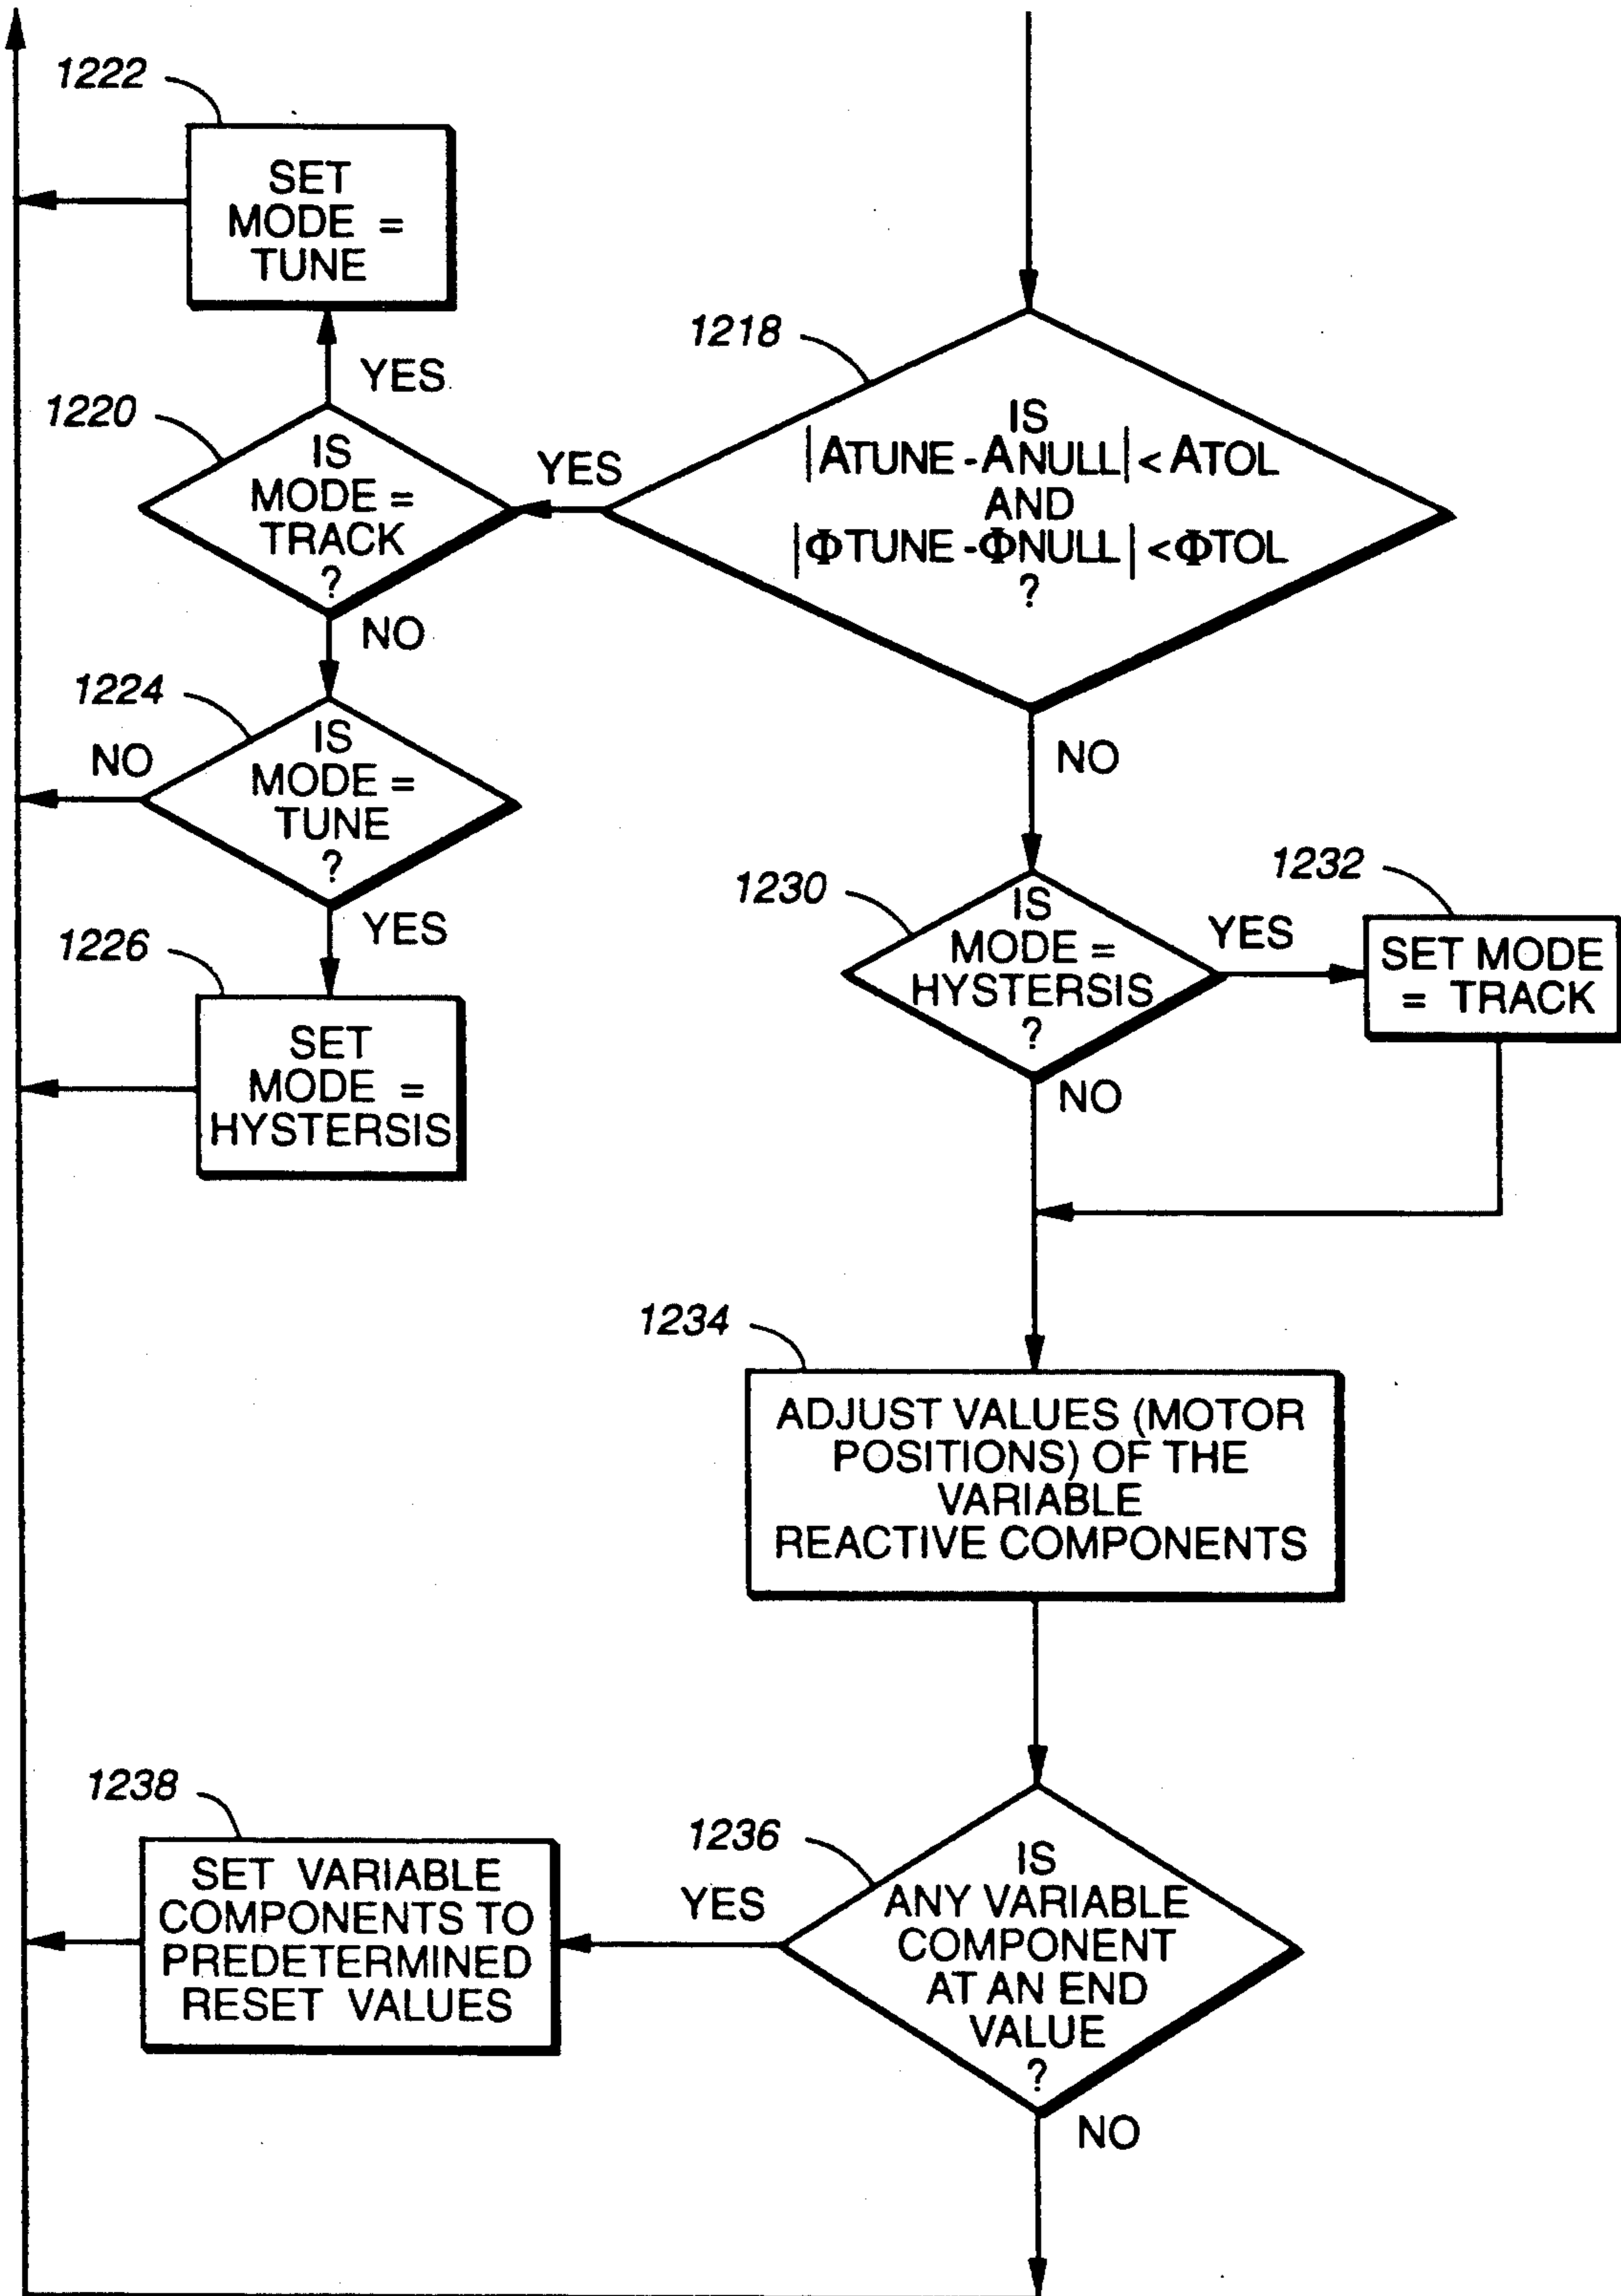 1222
SET
MODE =
TUNE
YES
1220
IS
MODE =
TRACK
?
NO
1224
IS
MODE =
TUNE
?
NO
YES
1226
SET
MODE =
HYSTERSIS
1218
IS
|ATUNE - ANULL| < ATOL
AND
|ΦTUNE - ΦNULL| < ΦTOL
?
YES
NO
1230
IS
MODE =
HYSTERSIS
?
YES
NO
1232
SET MODE
= TRACK
1234
ADJUST VALUES (MOTOR
POSITIONS) OF THE
VARIABLE
REACTIVE COMPONENTS
1236
IS
ANY VARIABLE
COMPONENT
AT AN END
VALUE
?
YES
NO
1238
SET VARIABLE
COMPONENTS TO
PREDETERMINED
RESET VALUES